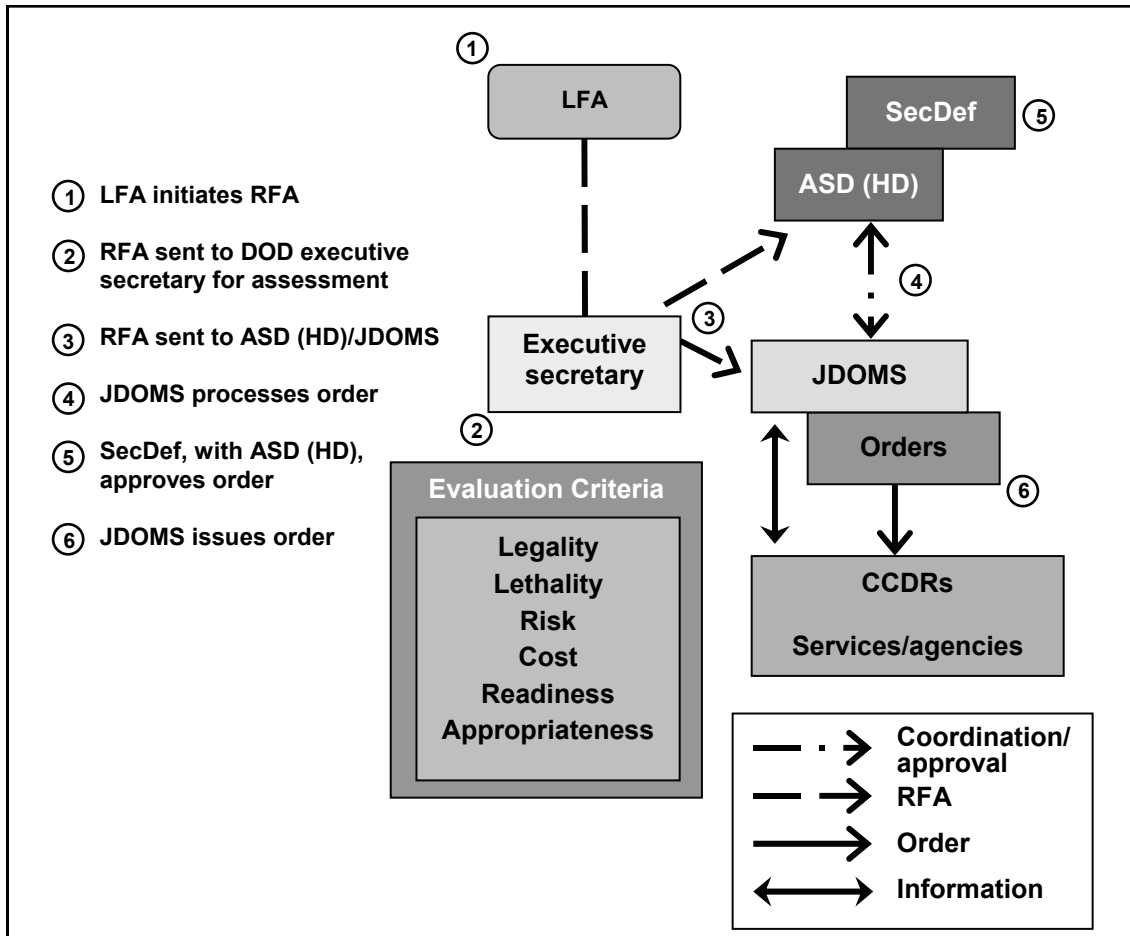 1
LFA
SecDef
5
ASD (HD)
1 LFA initiates RFA
2 RFA sent to DOD executive
secretary for assessment
3 RFA sent to ASD (HD)/JDOMS
4 JDOMS processes order
5 SecDef, with ASD (HD),
approves order
6 JDOMS issues order
4
3
Executive
secretary
2
JDOMS
Orders
6
Evaluation Criteria
Legality
Lethality
Risk
Cost
Readiness
Appropriateness
CCDRs
Services/agencies
Coordination/
approval
RFA
Order
Information